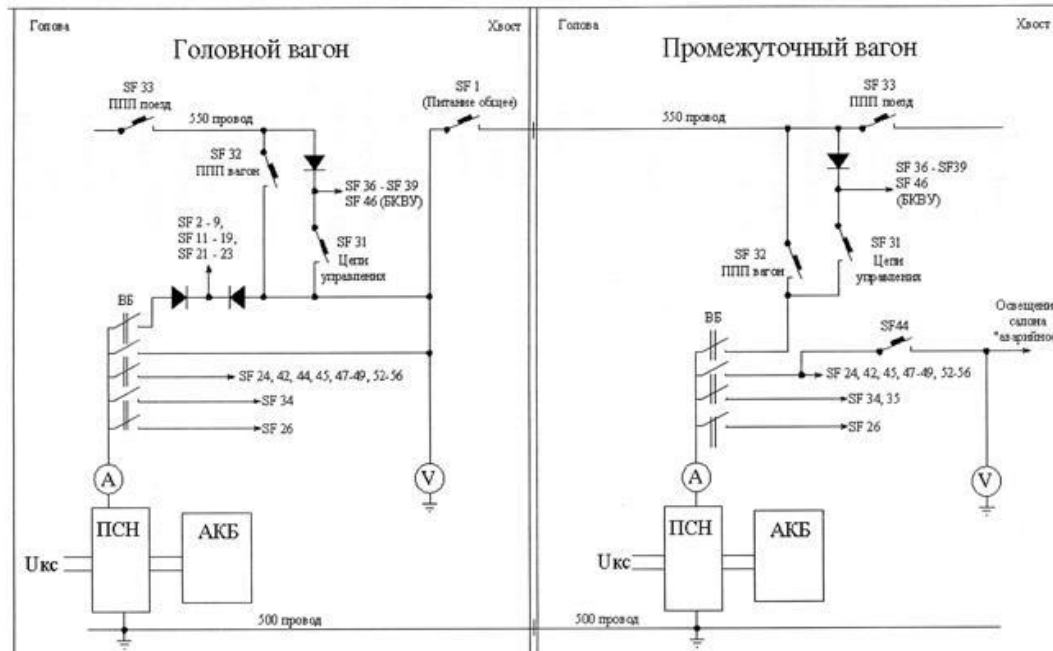 Голова
Хвост
Головной вагон
SF 33
ППП поезд
550 провод
SF 1
(Питание общее)
SF 32
ППП вагон
SF 36 - SF39
SF 46 (БКВУ)
SF 2 - 9,
SF 11 - 19,
SF 21 - 23
SF 31
Цепи
управления
ВБ
SF 24, 42, 44, 45, 47-49, 52-56
SF 34
SF 26
A
V
ПСН
АКБ
Uкс
500 провод
Голова
Хвост
Промежуточный вагон
SF 33
ППП поезд
550 провод
SF 36 - SF39
SF 46
(БКВУ)
SF 32
ППП вагон
SF 31
Цепи
управления
ВБ
SF44
салона
SF 24, 42, 45, 47-49, 52-56
SF 34, 35
SF 26
A
V
ПСН
АКБ
Uкс
500 провод